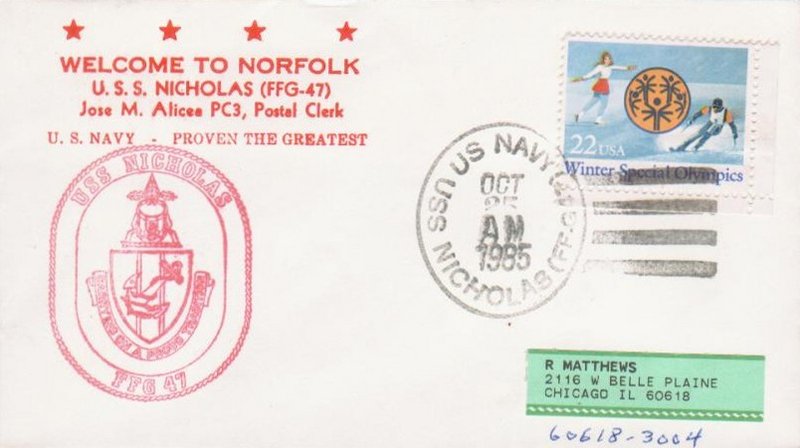 WELCOME TO NORFOLK
U. S. S. NICHOLAS (FFG-47)
Jose M. Alicea PC3, Postal Clerk
U. S. NAVY - PROVEN THE GREATEST
USS NICHOLAS
FFG 47
US NAVY
USS NICHOLAS (FF
OCT
25
AM
1985
22 USA
Winter Special Olympics
R MATTHEWS
2116 W BELLE PLAINE
CHICAGO IL 60618
60618-3004